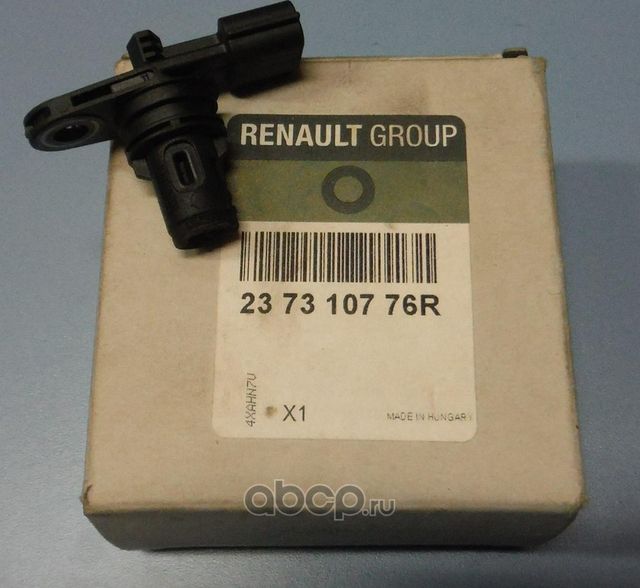 RENAULT GROUP
23 73 107 76R
4XAHN7U
X1
MADE IN HUNGARY
abcp.ru